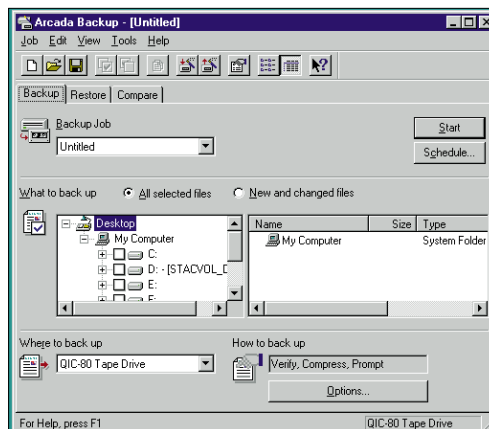 Arcada Backup - [Untitled]
Job Edit View Tools Help
Backup Restore Compare
Backup Job
Untitled
Start
Schedule...
What to back up All selected files New and changed files
Desktop
My Computer
C:
D: - [STACVOL_D
E:
F:
Name Size Type
My Computer System Folder
Where to back up
QIC-80 Tape Drive
How to back up
Verify, Compress, Prompt
Options...
For Help, press F1 QIC-80 Tape Drive